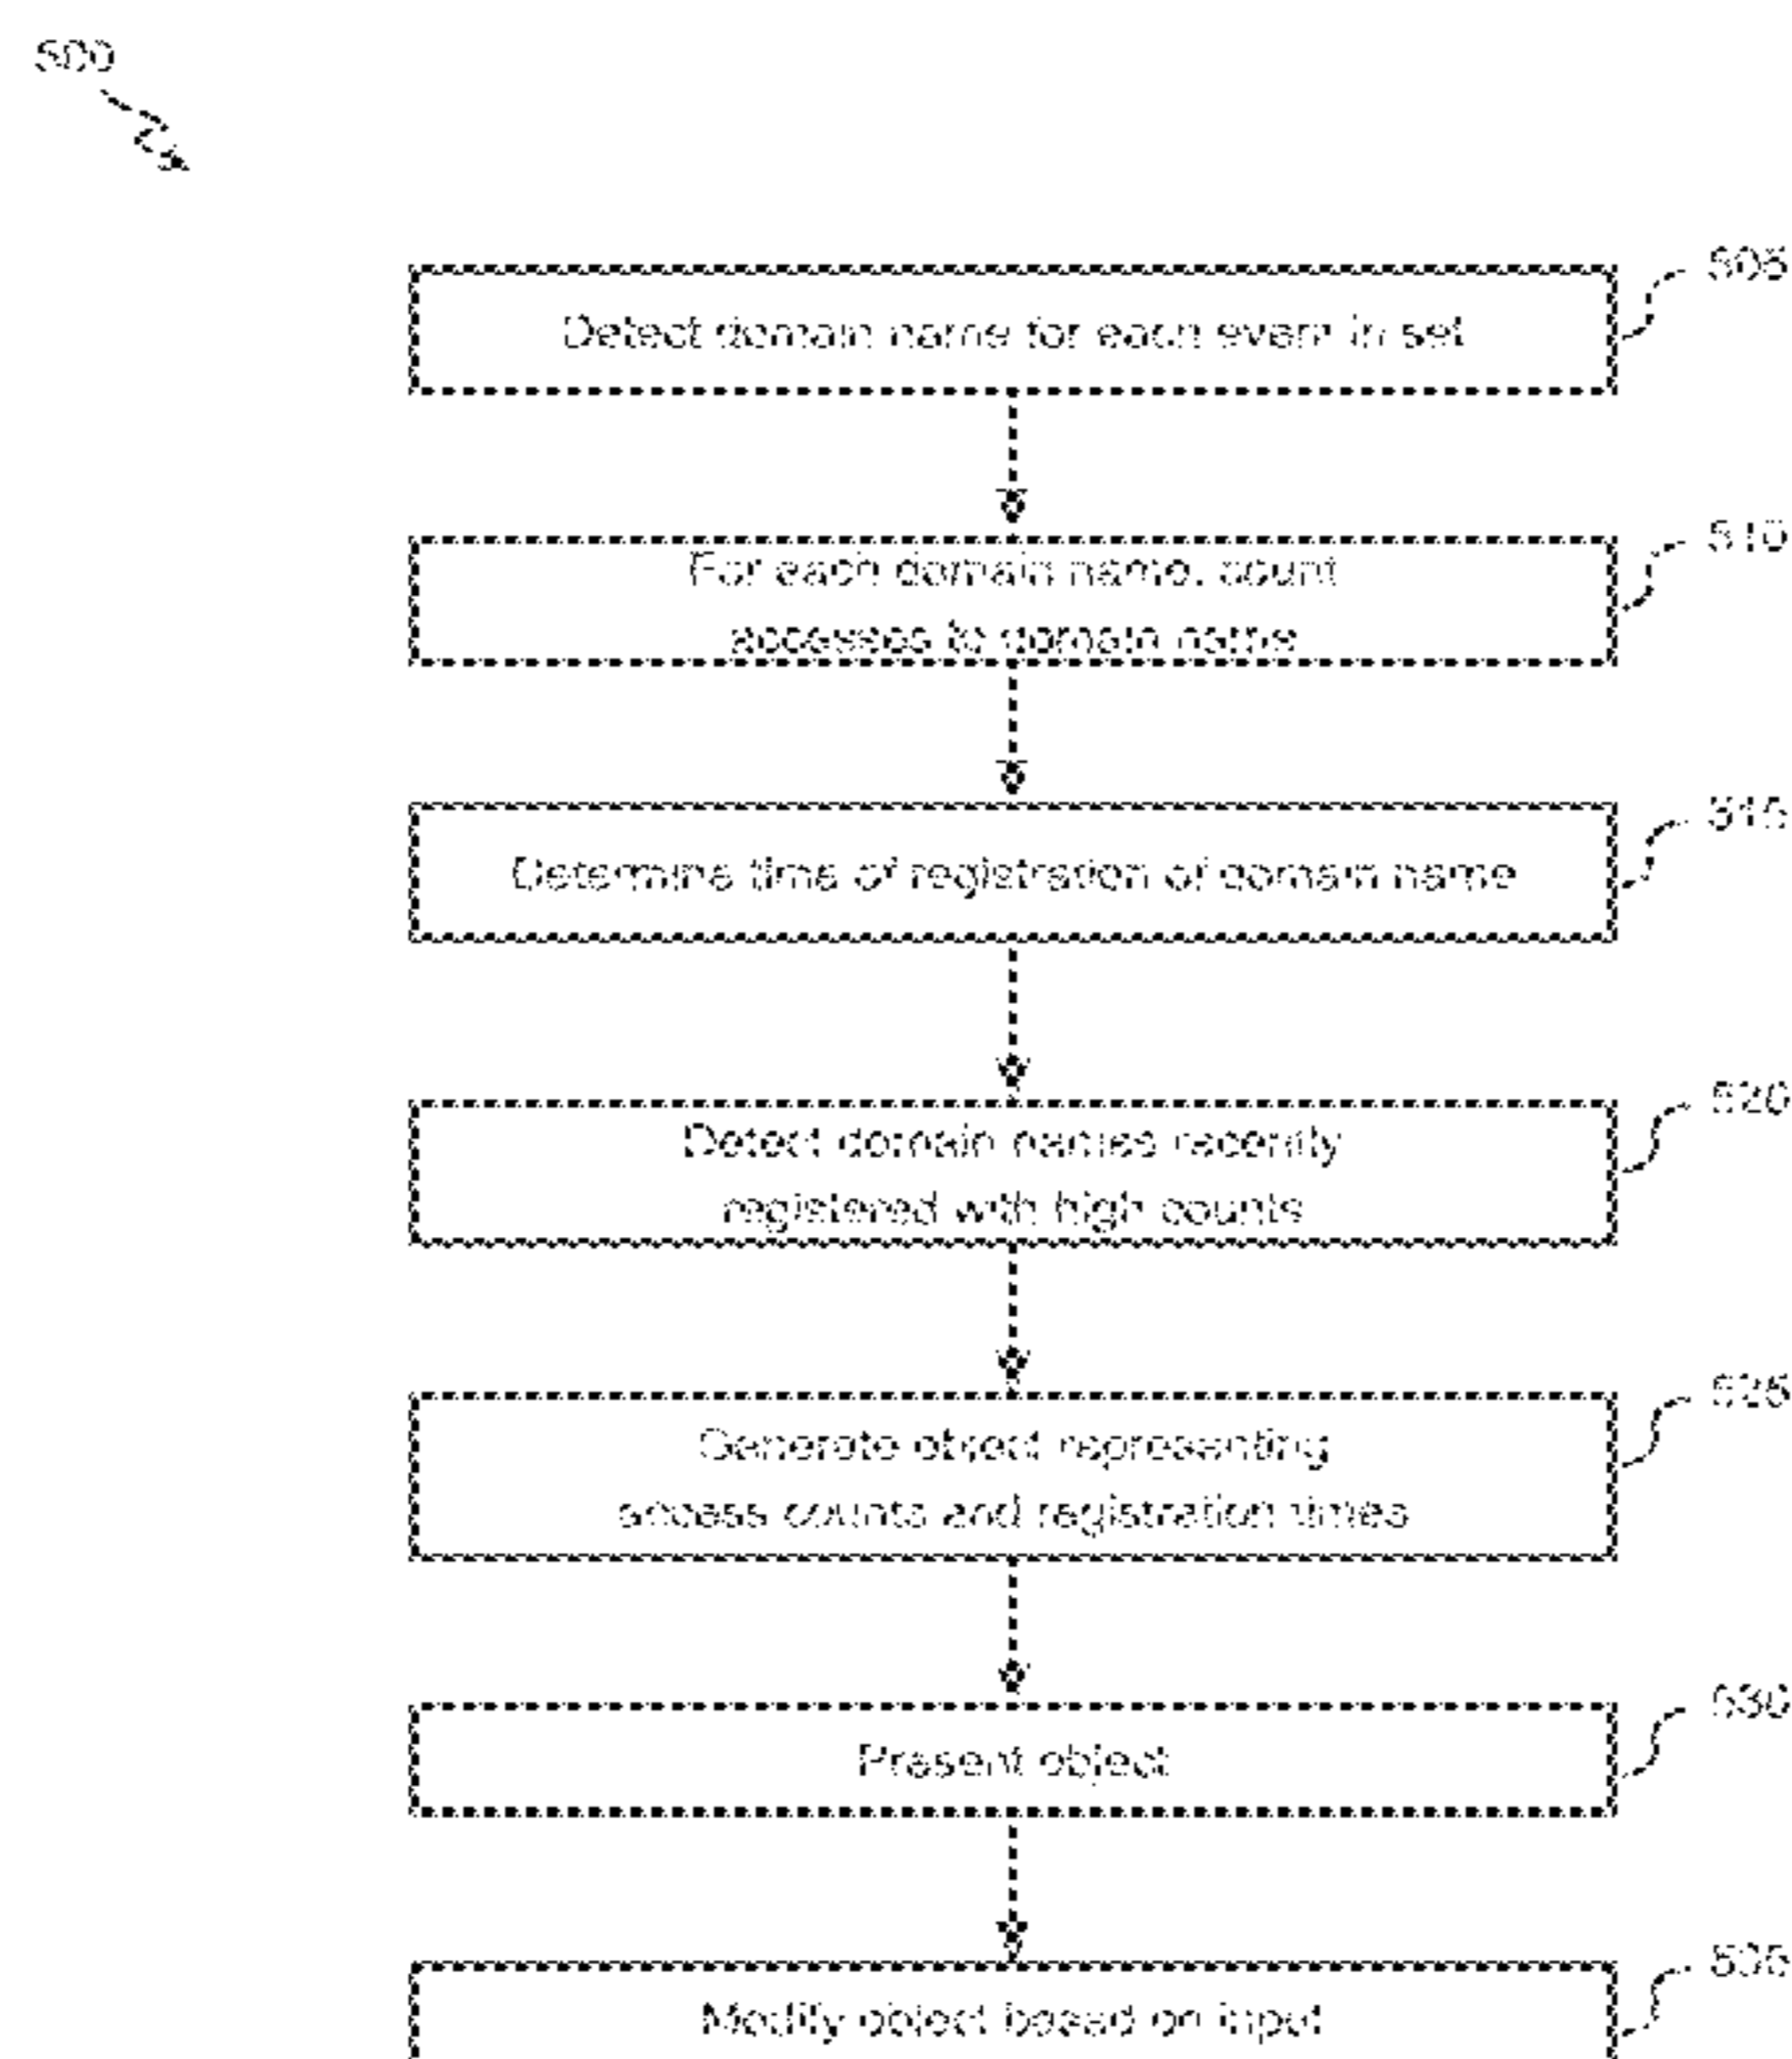 500
505
Detect domain name for each event in set
510
For each domain name, count
accesses to domain name
515
Determine time of registration of domain name
520
Detect domain names recently
registered with high counts
525
Generate object representing
access counts and registration times
530
Present object
535
Modify object based on input